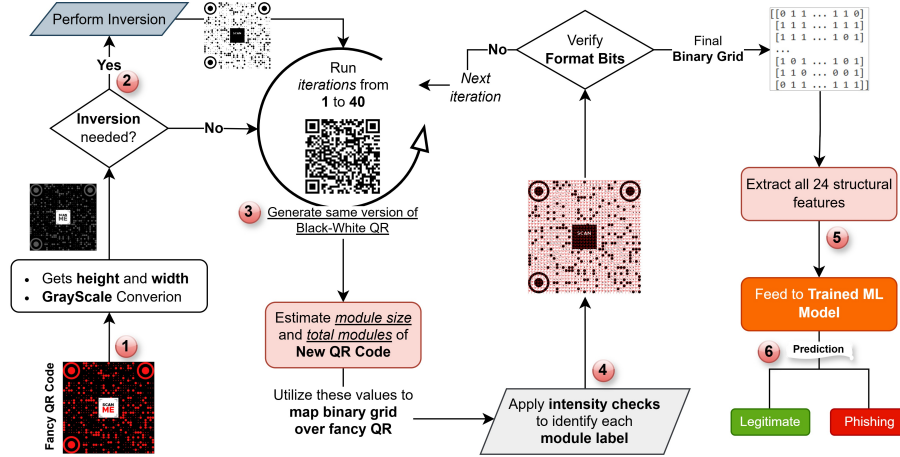 Perform Inversion
Yes
2
Inversion
needed?
No
SCAN
ME
Gets height and width
GrayScale Converion
1
Fancy QR Code
SCAN
ME
SCAN
Run
iterations from
1 to 40
3
Generate same version of
Black-White QR
Estimate module size
and total modules of
New QR Code
Utilize these values to
map binary grid
over fancy QR
Apply intensity checks
to identify each
module label
4
SCAN
Verify
Format Bits
No
Next
iteration
Final
Binary Grid
[[0 1 1 ... 1 1 0]
[1 1 1 ... 1 1 1]
[1 1 1 ... 1 0 1]
...
[1 0 1 ... 1 0 1]
[1 1 0 ... 0 0 1]
[0 1 1 ... 1 1 1]]
Extract all 24 structural
features
5
Feed to Trained ML
Model
6
Prediction
Legitimate
Phishing